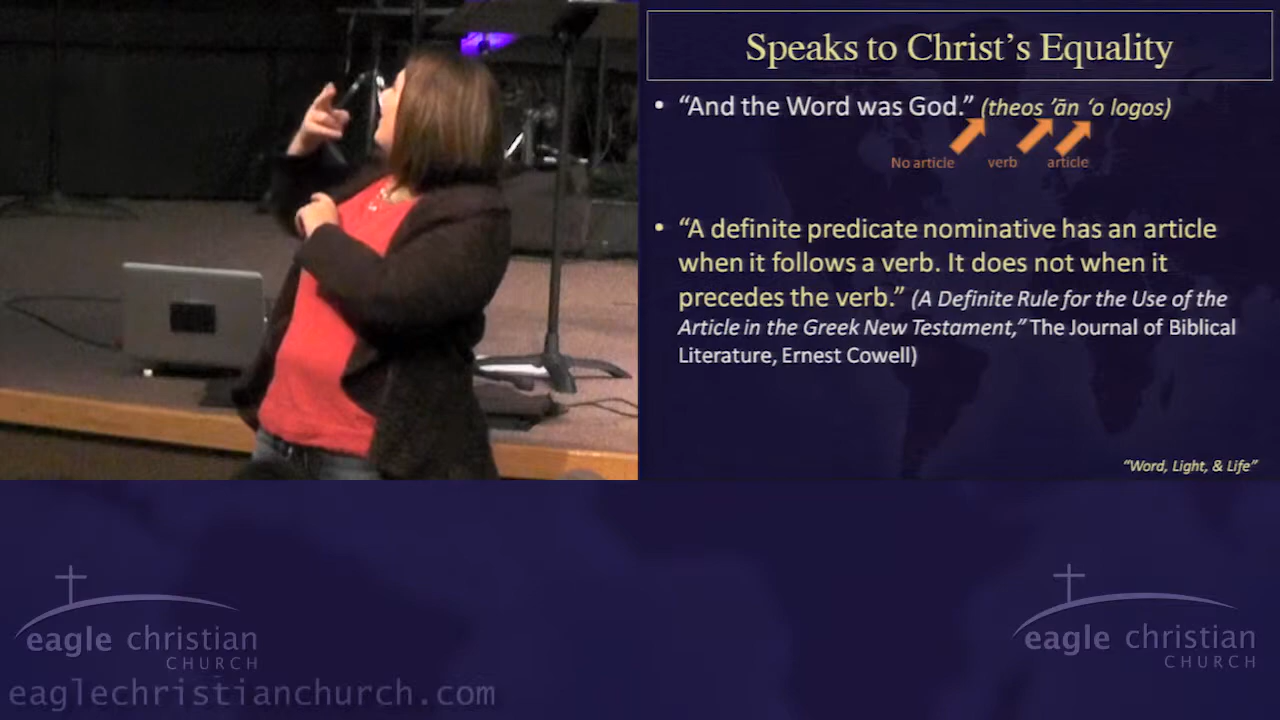 Speaks to Christ’s Equality
• “And the Word was God.” (theos ’ān ‘o logos)
No article verb article
• “A definite predicate nominative has an article
when it follows a verb. It does not when it
precedes the verb.” (A Definite Rule for the Use of the
Article in the Greek New Testament,” The Journal of Biblical
Literature, Ernest Cowell)
“Word, Light, & Life”
eagle christian
CHURCH
eaglechristianchurch.com
eagle christian
CHURCH